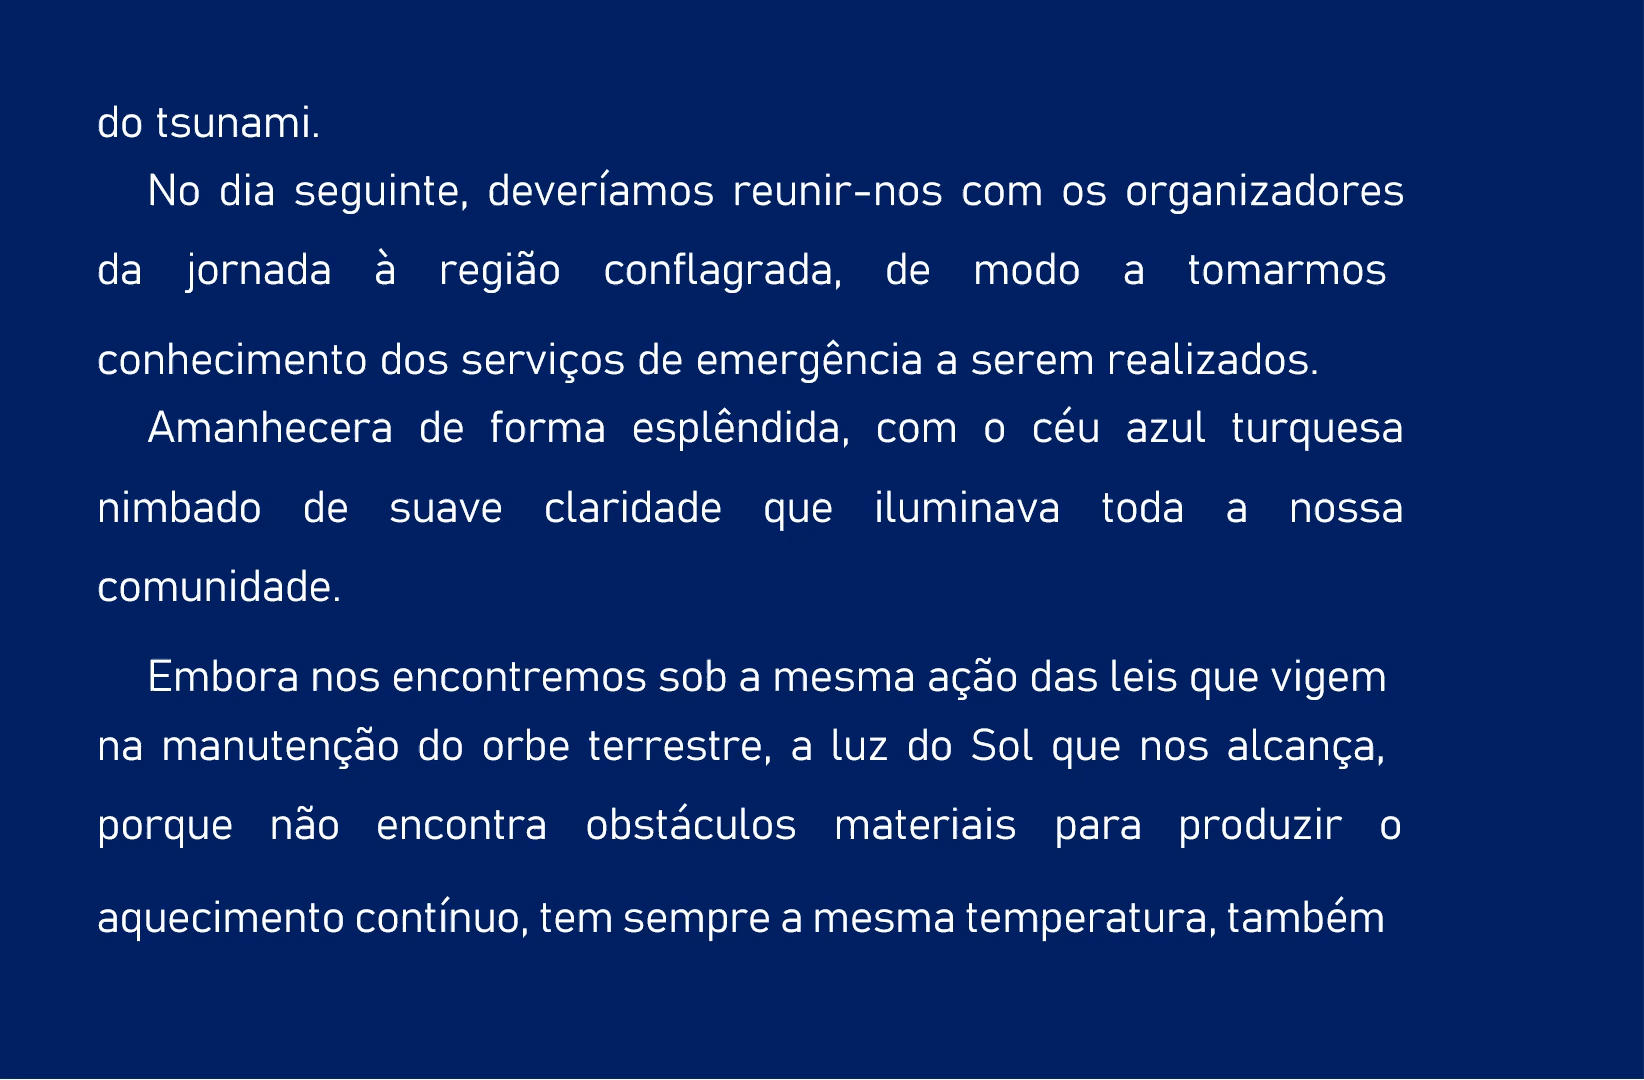 do tsunami.
No dia seguinte, deveríamos reunir-nos com os organizadores
da jornada à região conflagrada, de modo a tomarmos
conhecimento dos serviços de emergência a serem realizados.
Amanhecera de forma esplêndida, com o céu azul turquesa
nimbado de suave claridade que iluminava toda a nossa
comunidade.
Embora nos encontremos sob a mesma ação das leis que vigem
na manutenção do orbe terrestre, a luz do Sol que nos alcança,
porque não encontra obstáculos materiais para produzir o
aquecimento contínuo, tem sempre a mesma temperatura, também